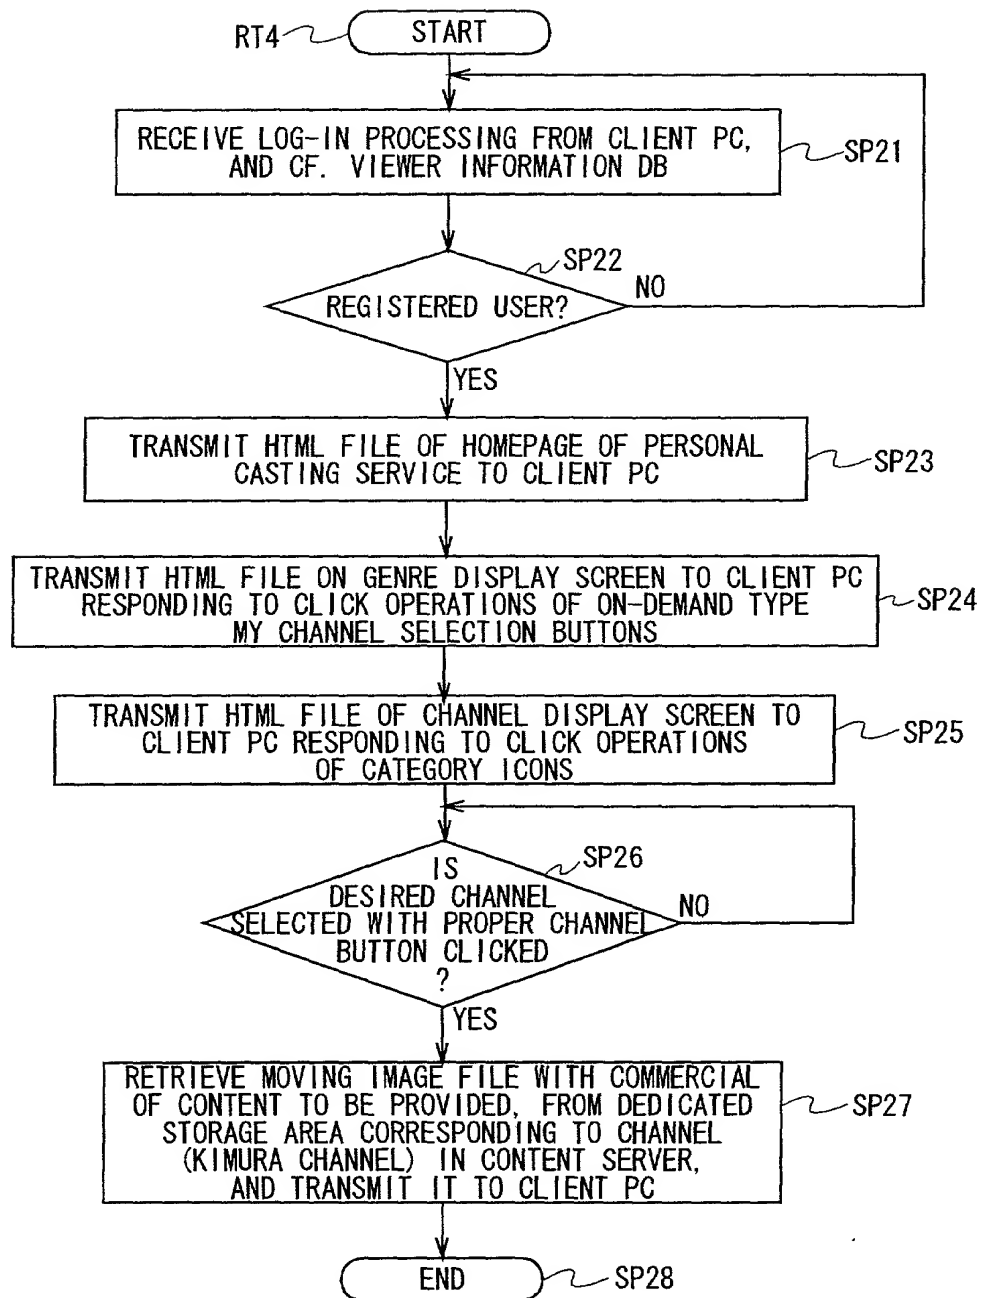 RT4
START
RECEIVE LOG-IN PROCESSING FROM CLIENT PC,
AND CF. VIEWER INFORMATION DB
SP21
SP22
NO
REGISTERED USER?
YES
TRANSMIT HTML FILE OF HOMEPAGE OF PERSONAL
CASTING SERVICE TO CLIENT PC
SP23
TRANSMIT HTML FILE ON GENRE DISPLAY SCREEN TO CLIENT PC
RESPONDING TO CLICK OPERATIONS OF ON-DEMAND TYPE
MY CHANNEL SELECTION BUTTONS
SP24
TRANSMIT HTML FILE OF CHANNEL DISPLAY SCREEN TO
CLIENT PC RESPONDING TO CLICK OPERATIONS
OF CATEGORY ICONS
SP25
SP26
IS
DESIRED CHANNEL
SELECTED WITH PROPER CHANNEL
BUTTON CLICKED
?
NO
YES
RETRIEVE MOVING IMAGE FILE WITH COMMERCIAL
OF CONTENT TO BE PROVIDED, FROM DEDICATED
STORAGE AREA CORRESPONDING TO CHANNEL
(KIMURA CHANNEL) IN CONTENT SERVER,
AND TRANSMIT IT TO CLIENT PC
SP27
END
SP28